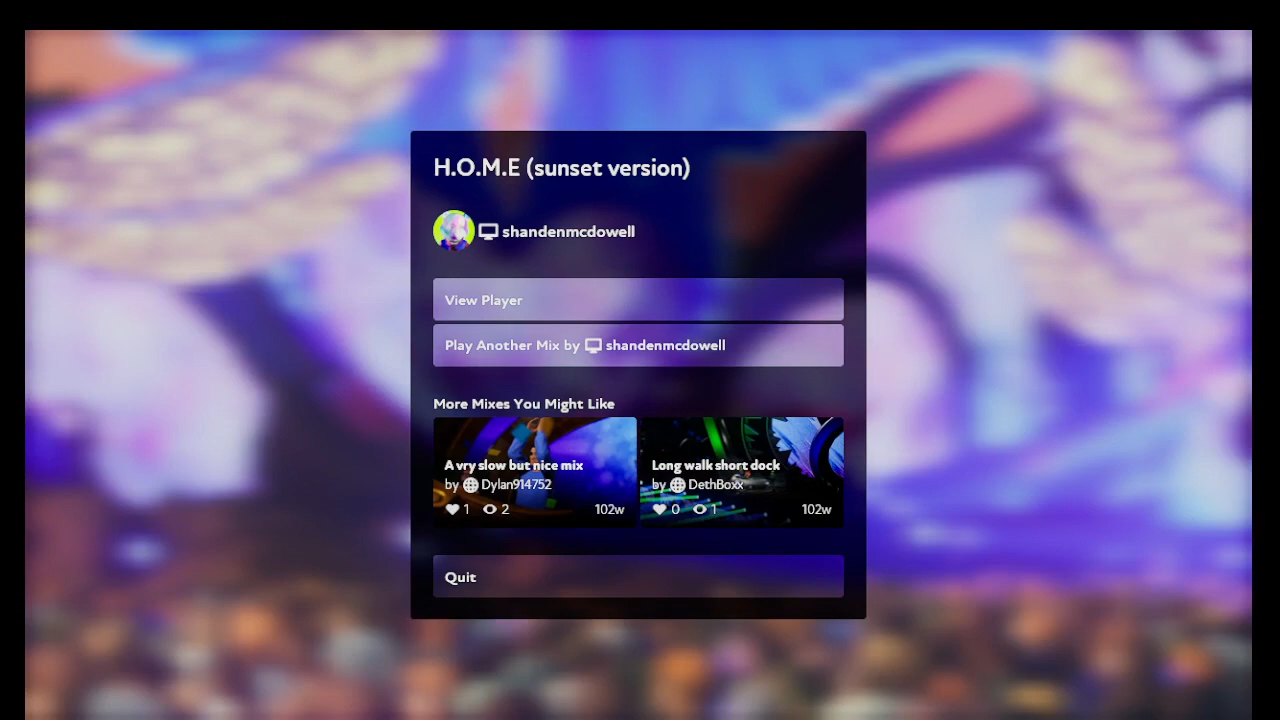 H.O.M.E (sunset version)
shandenmcdowell
View Player
Play Another Mix by shandenmcdowell
More Mixes You Might Like
A vry slow but nice mix
by Dylan914752
1 2 102w
Long walk short dock
by DethBoxx
0 1 102w
Quit